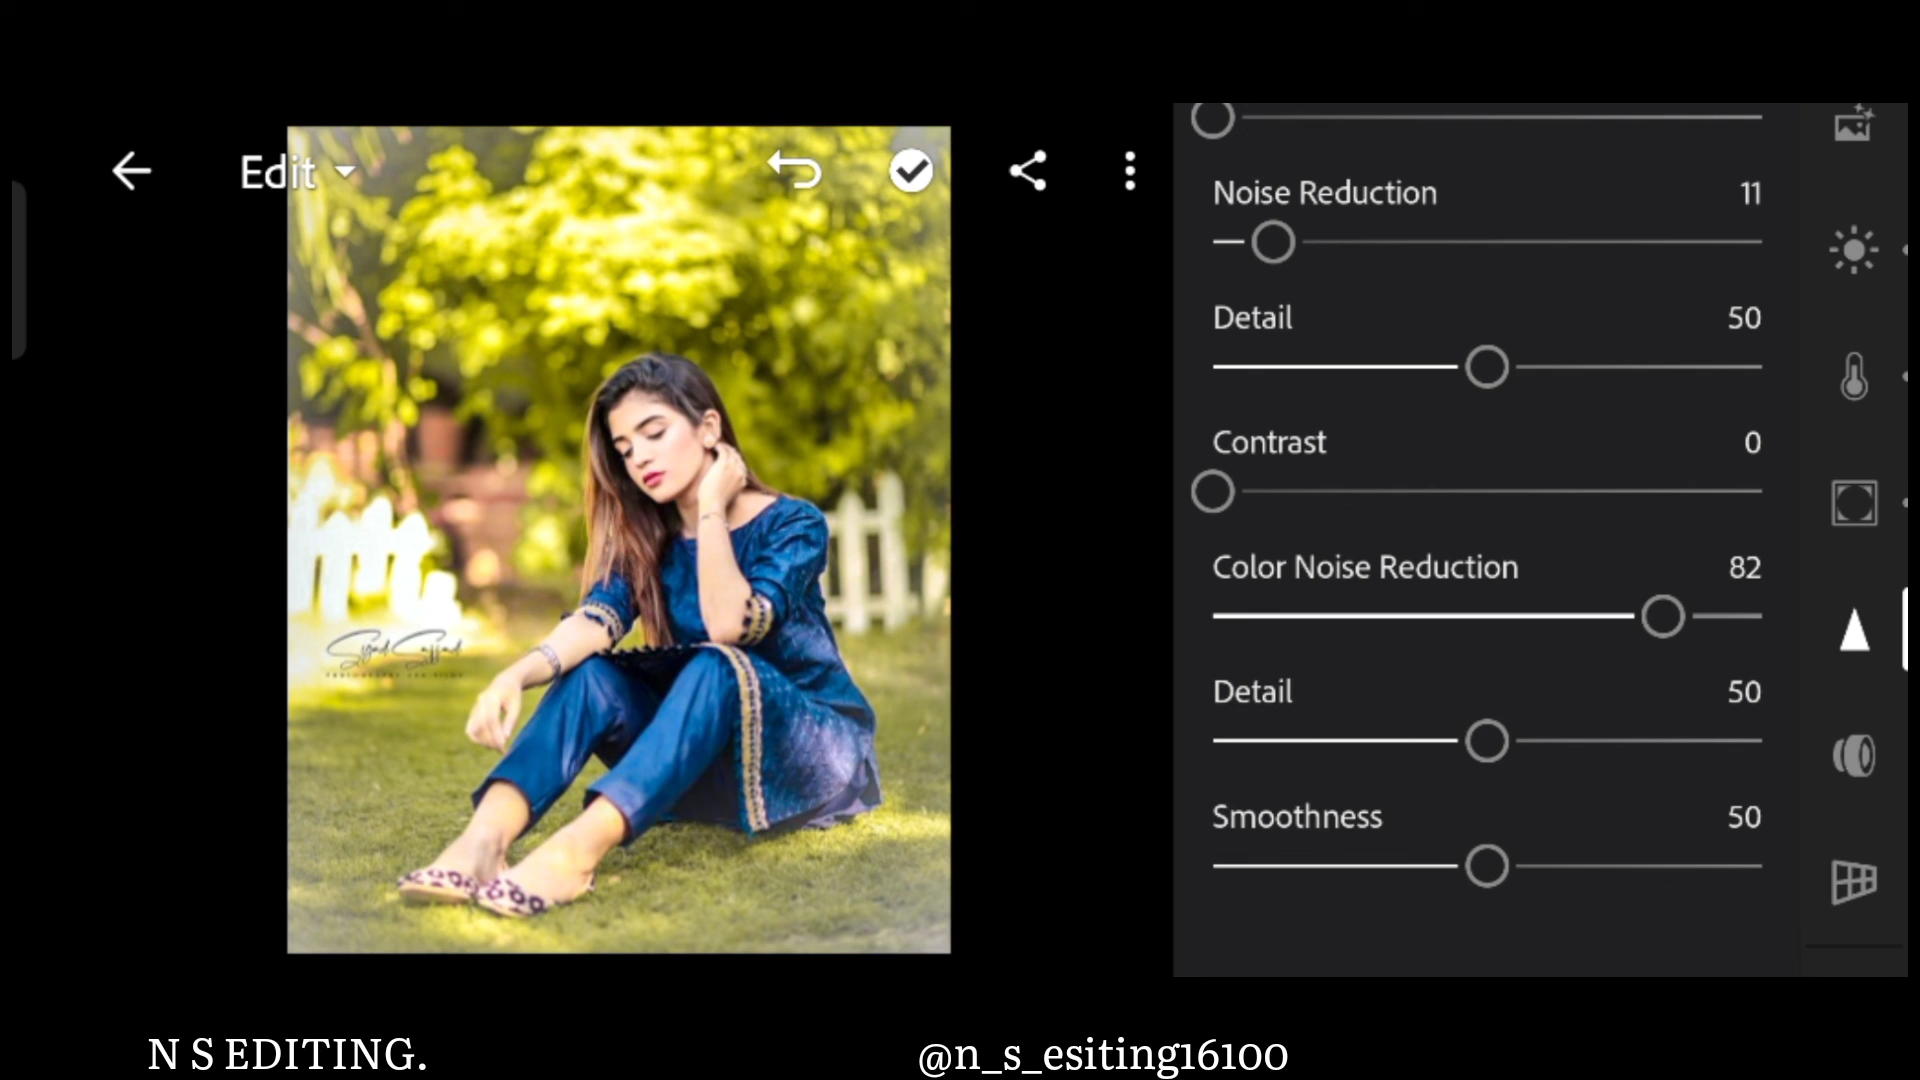 Edit
Noise Reduction 11
Detail 50
Contrast 0
Color Noise Reduction 82
Detail 50
Smoothness 50
N S EDITING.
@n_s_esiting16100